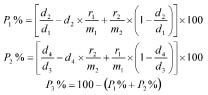 P₁ % = [d₂/d₁ − d₂ × r₁/m₁ + r₂/m₂ × (1 − d₂/d₁)] × 100
P₂ % = [d₄/d₃ − d₄ × r₂/m₂ + r₁/m₁ × (1 − d₄/d₃)] × 100
P₃ % = 100 − (P₁% + P₂%)